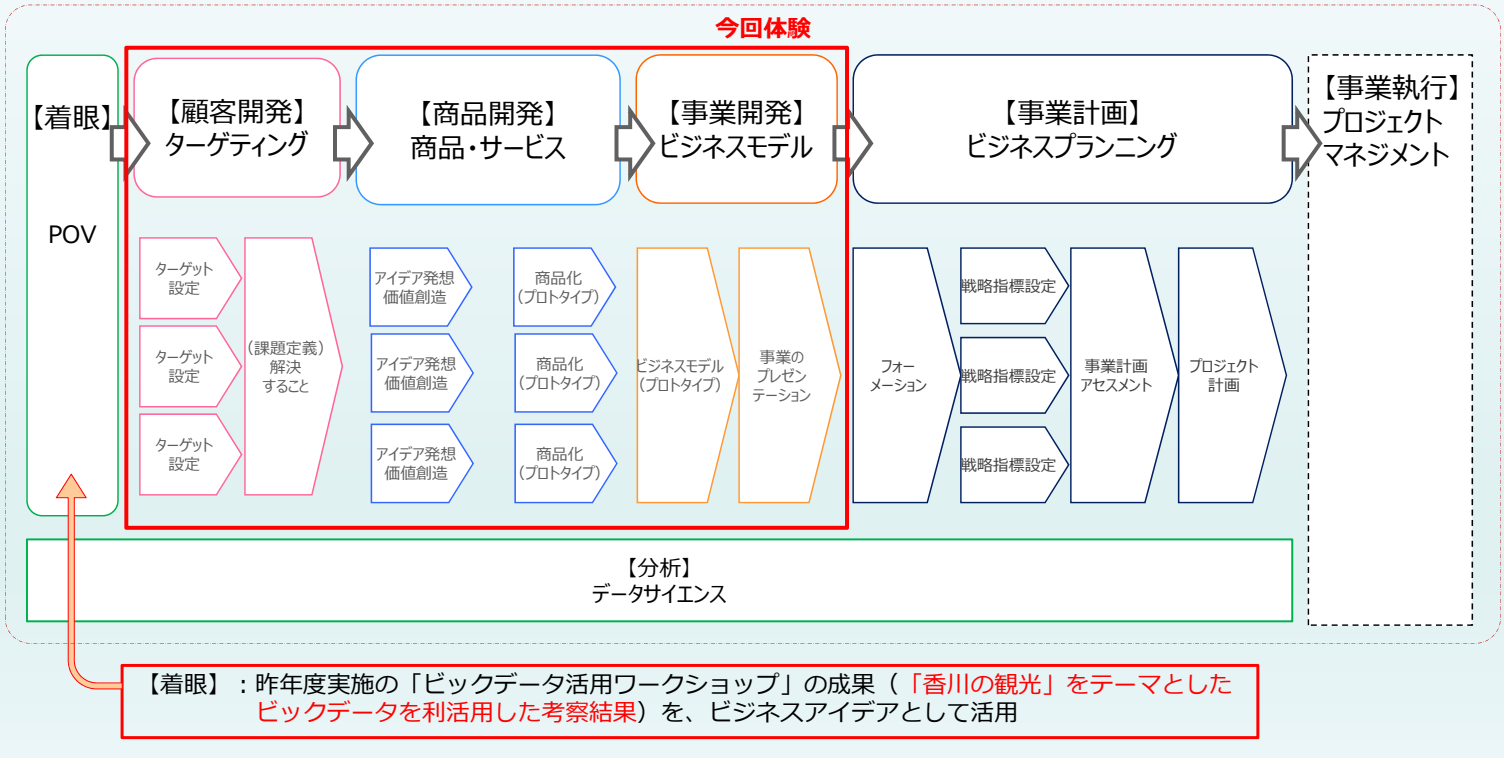 今回体験
【着眼】
POV
【顧客開発】
ターゲティング
【商品開発】
商品・サービス
【事業開発】
ビジネスモデル
【事業計画】
ビジネスプランニング
【事業執行】
プロジェクト
マネジメント
ターゲット
設定
ターゲット
設定
ターゲット
設定
(課題定義)
解決
すること
アイデア発想
価値創造
アイデア発想
価値創造
アイデア発想
価値創造
商品化
(プロトタイプ)
商品化
(プロトタイプ)
商品化
(プロトタイプ)
ビジネスモデル
(プロトタイプ)
事業の
プレゼン
テーション
フォー
メーション
戦略指標設定
戦略指標設定
戦略指標設定
事業計画
アセスメント
プロジェクト
計画
【分析】
データサイエンス
【着眼】：昨年度実施の「ビックデータ活用ワークショップ」の成果（「香川の観光」をテーマとした
ビックデータを利活用した考察結果）を、ビジネスアイデアとして活用